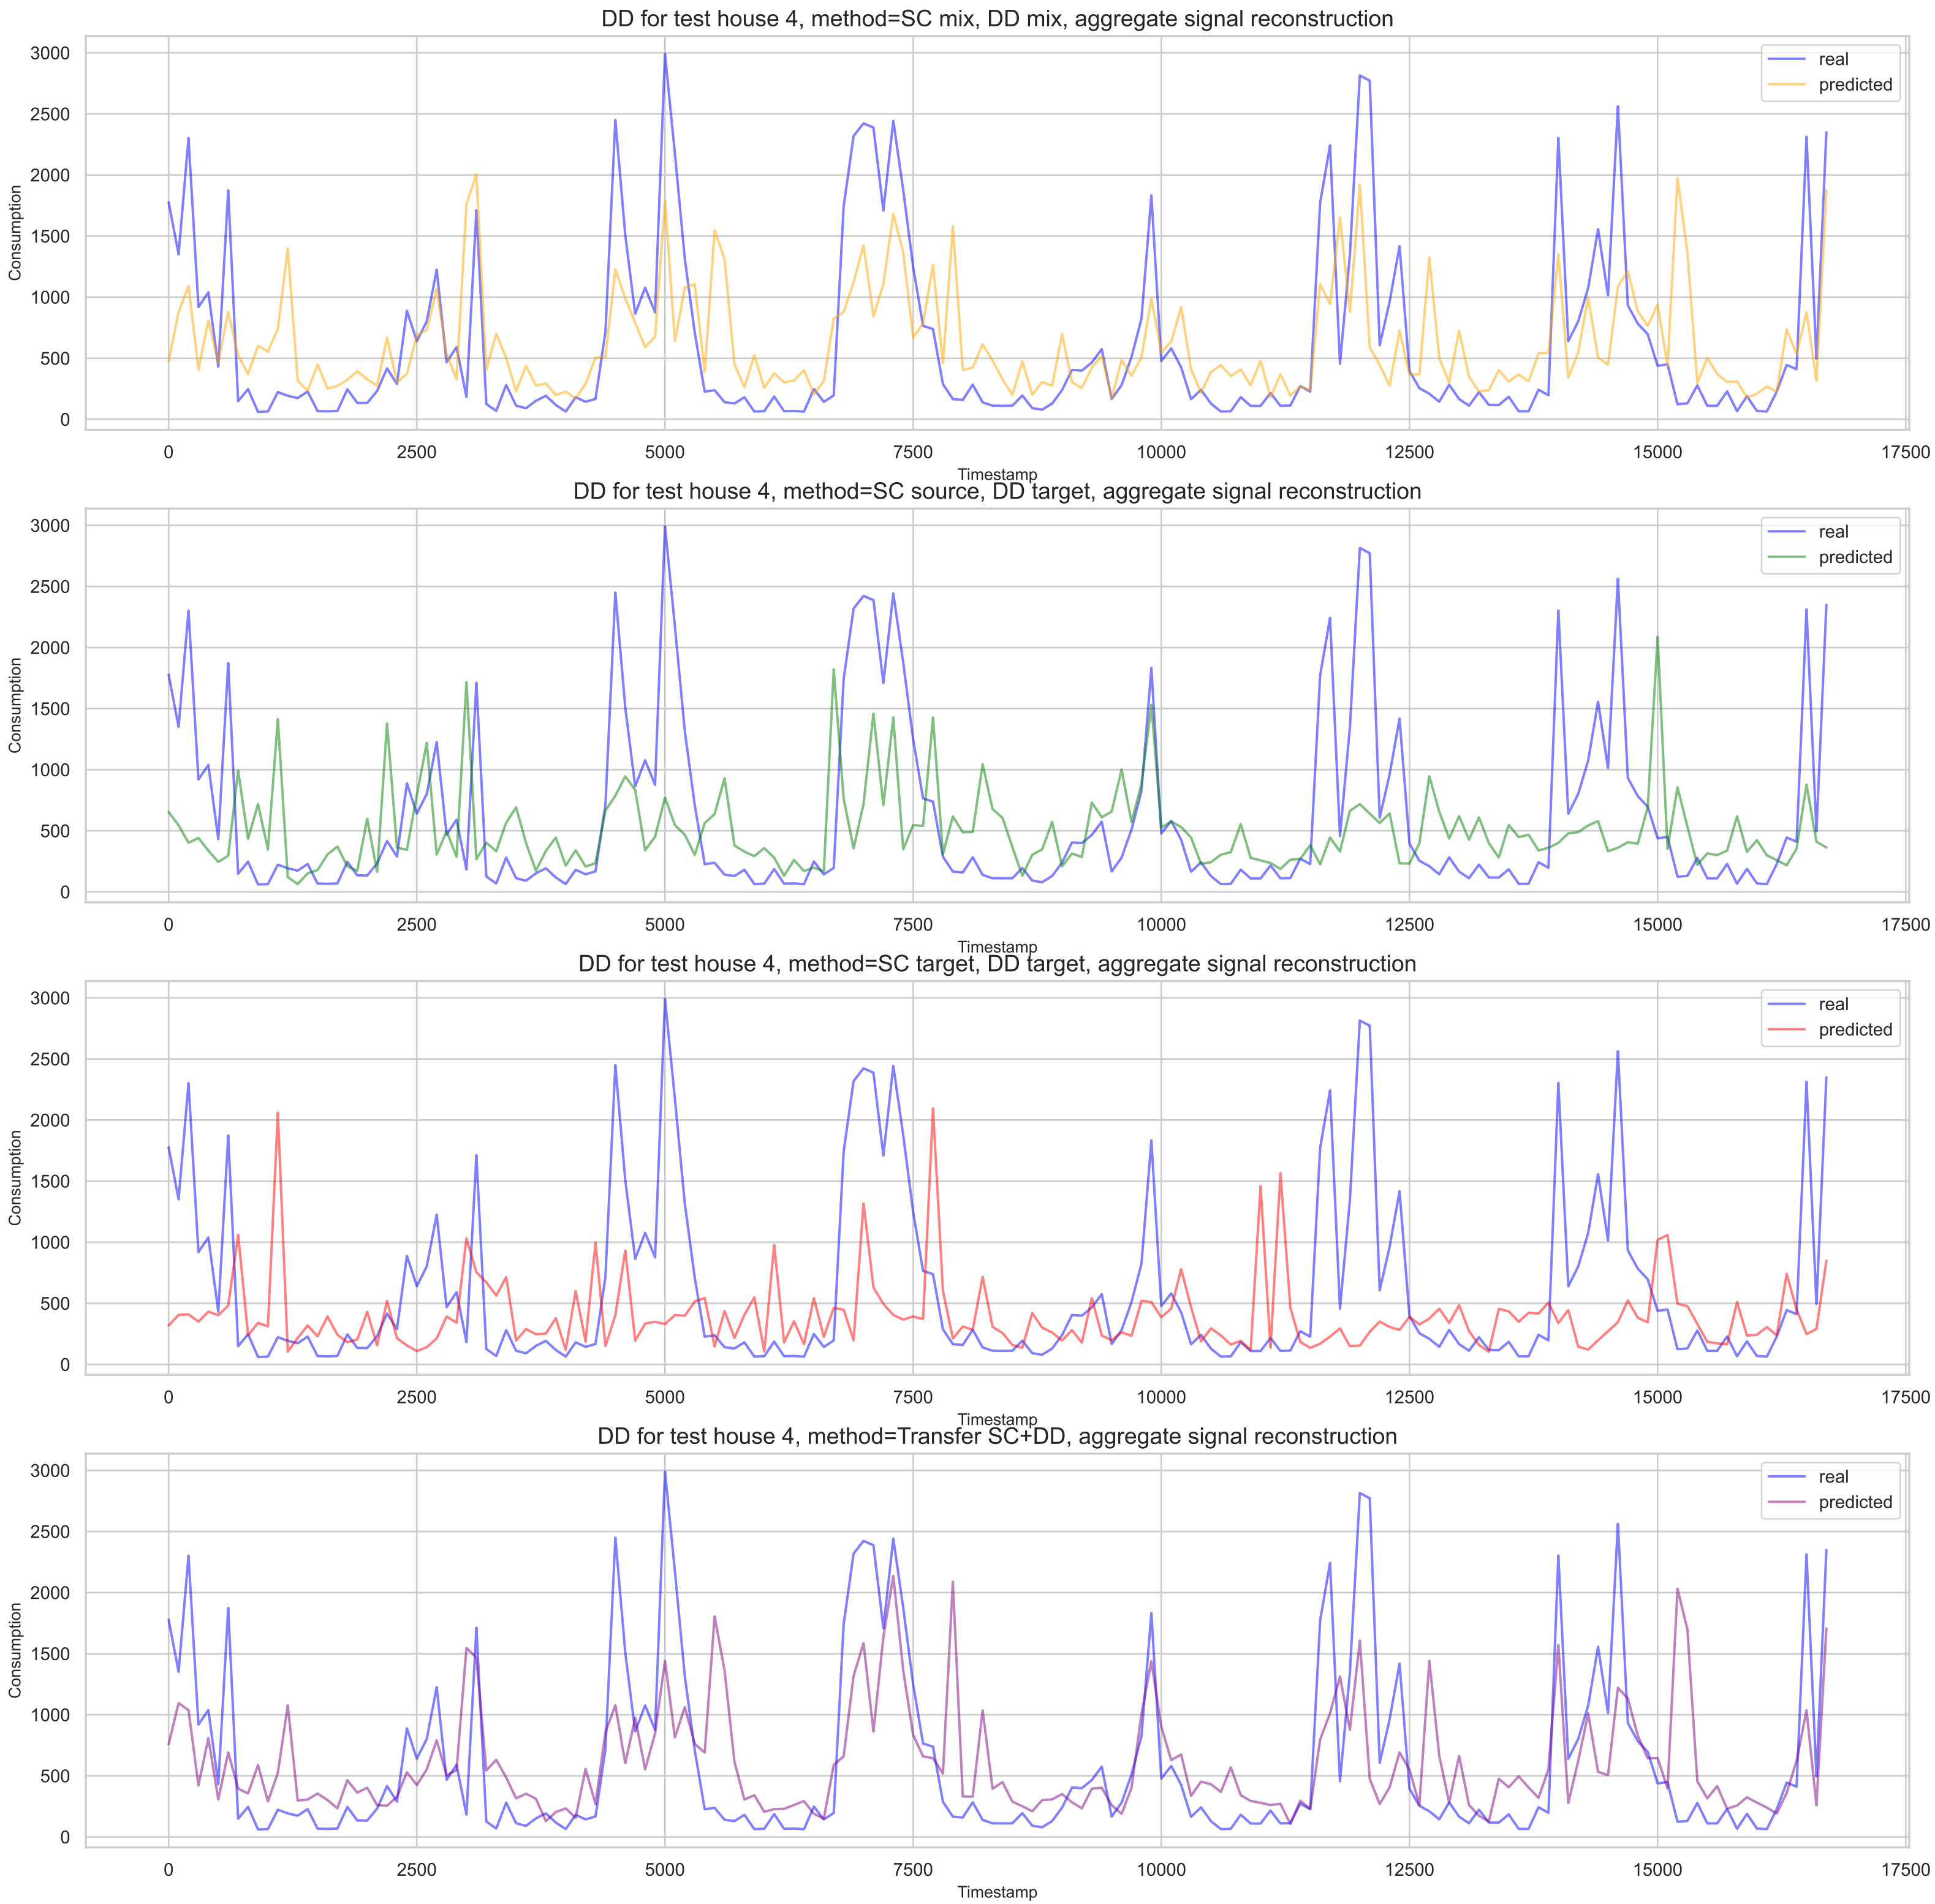 DD for test house 4, method=SC mix, DD mix, aggregate signal reconstruction
3000
2500
2000
1500
1000
500
0
Consumption
real
predicted
0 2500 5000 7500 10000 12500 15000 17500
Timestamp
DD for test house 4, method=SC source, DD target, aggregate signal reconstruction
3000
2500
2000
1500
1000
500
0
Consumption
real
predicted
0 2500 5000 7500 10000 12500 15000 17500
Timestamp
DD for test house 4, method=SC target, DD target, aggregate signal reconstruction
3000
2500
2000
1500
1000
500
0
Consumption
real
predicted
0 2500 5000 7500 10000 12500 15000 17500
Timestamp
DD for test house 4, method=Transfer SC+DD, aggregate signal reconstruction
3000
2500
2000
1500
1000
500
0
Consumption
real
predicted
0 2500 5000 7500 10000 12500 15000 17500
Timestamp